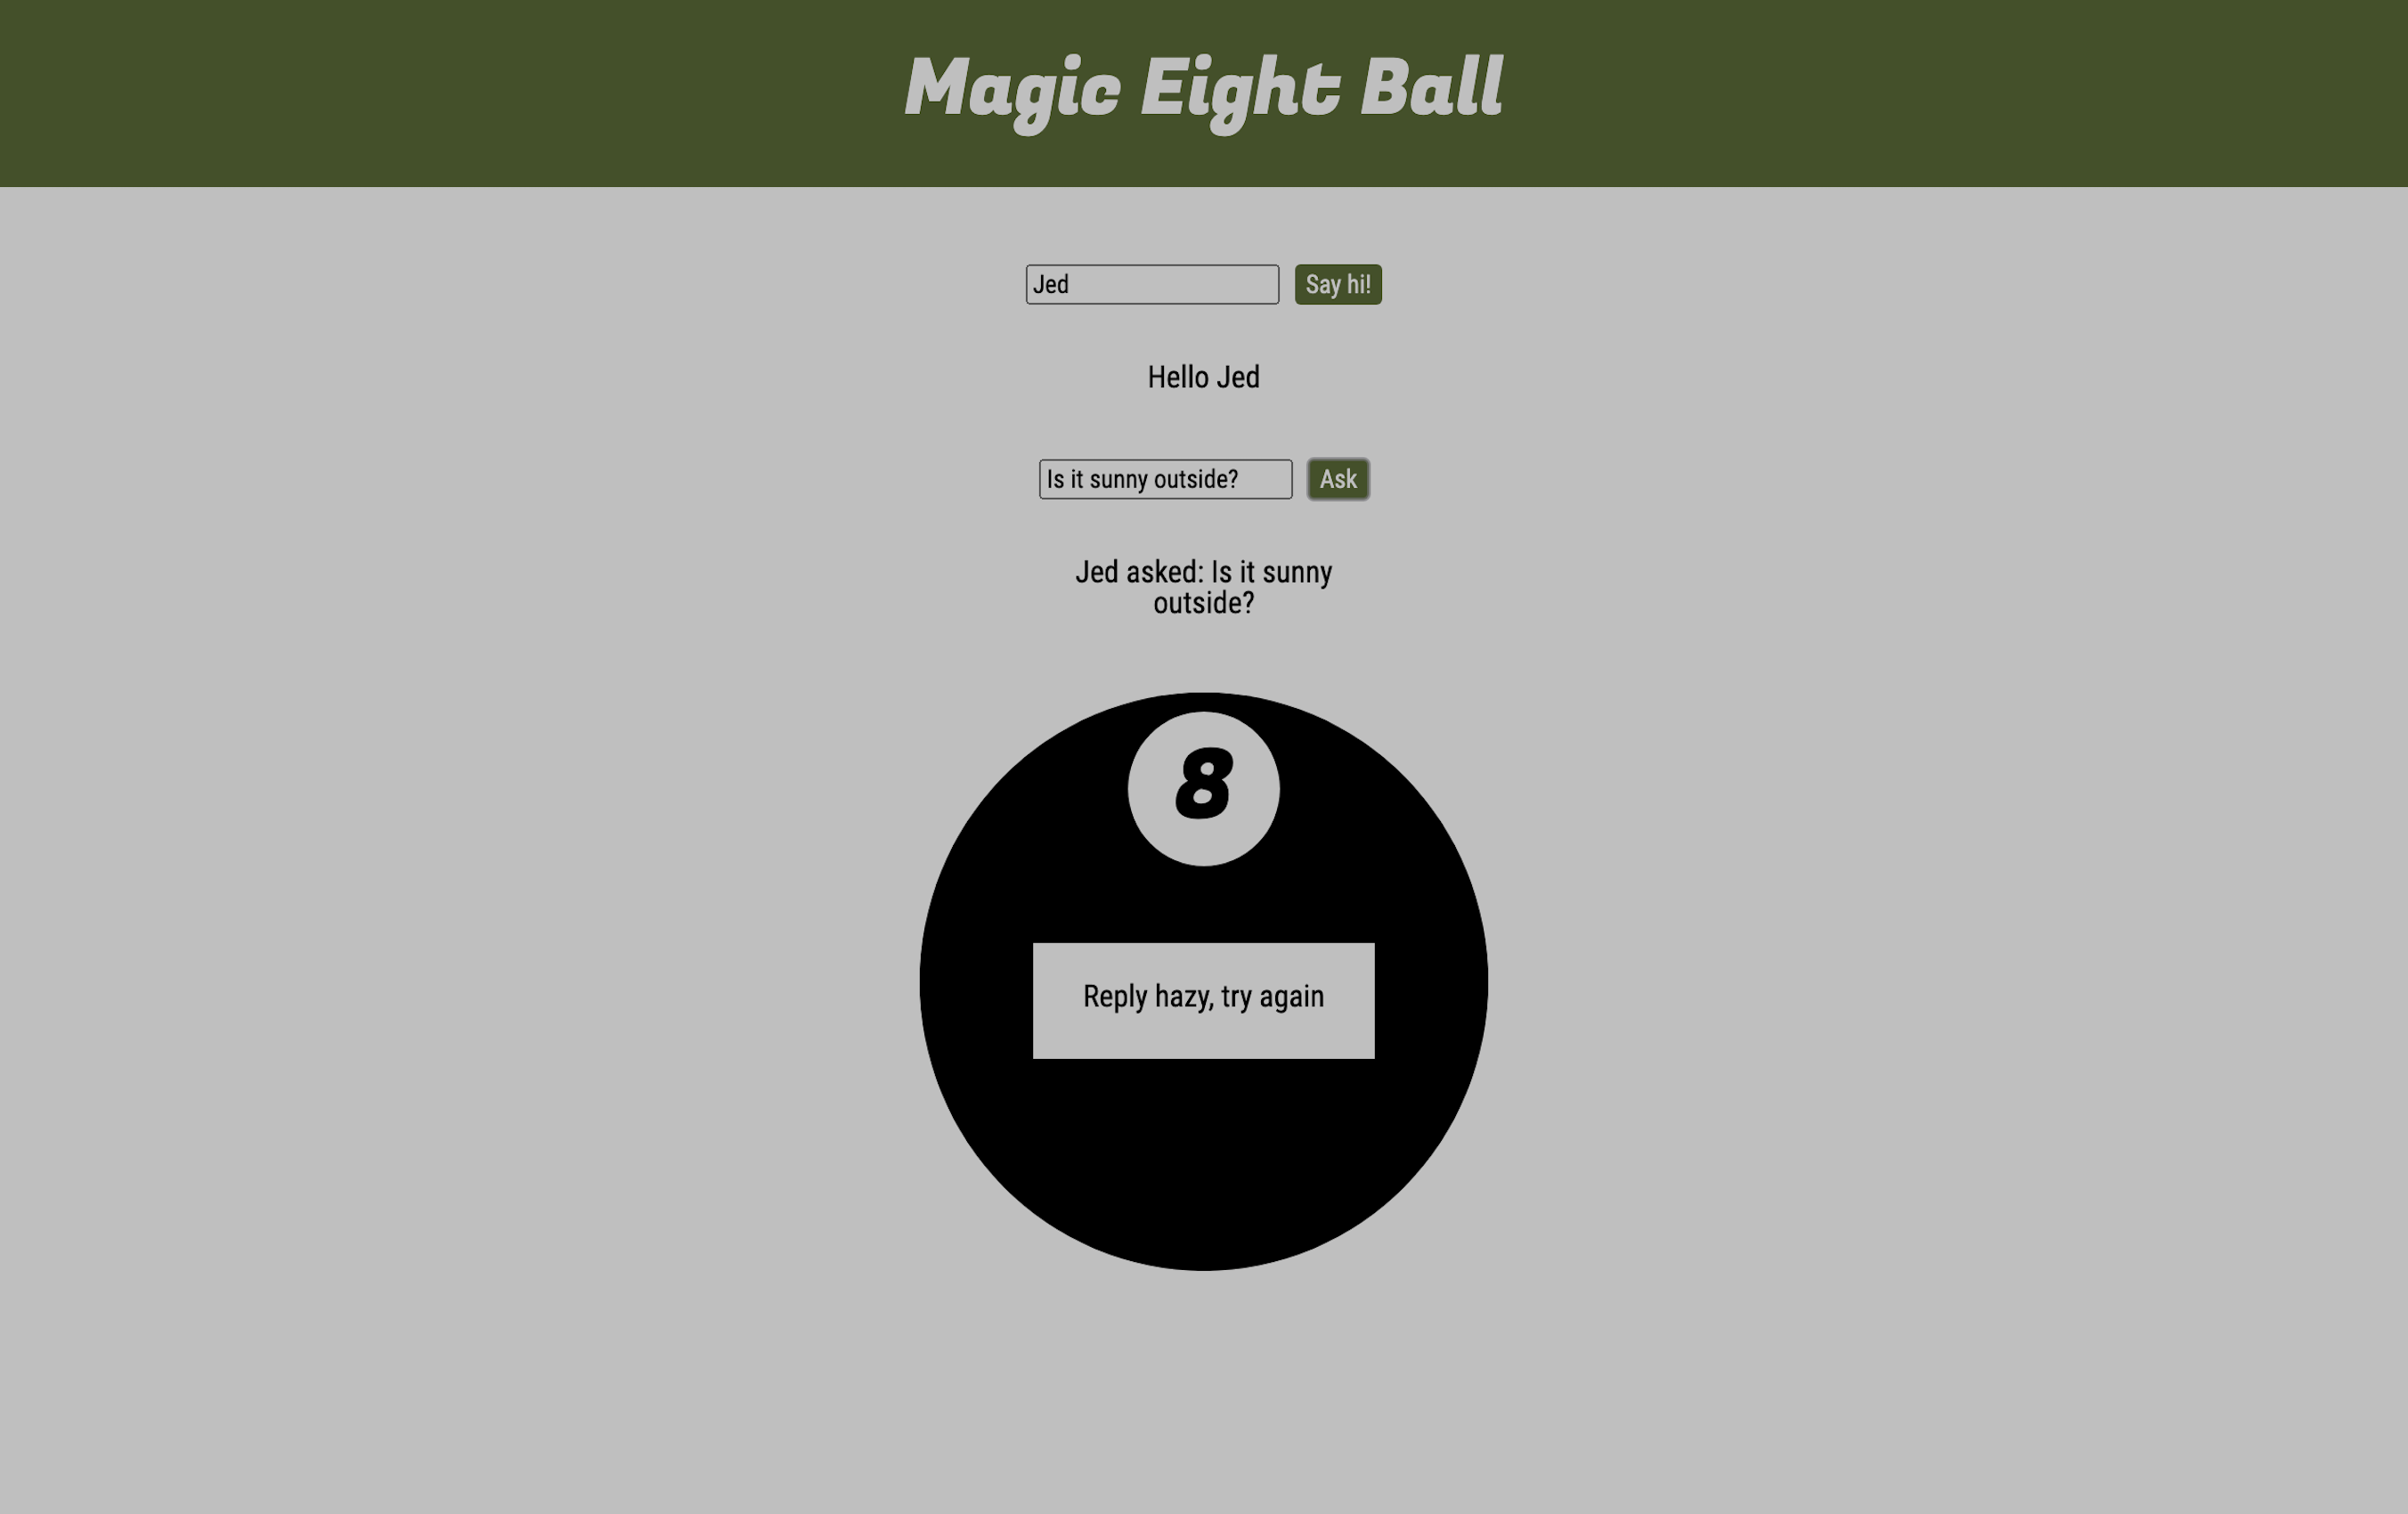 Magic Eight Ball
Jed
Say hi!
Hello Jed
Is it sunny outside?
Ask
Jed asked: Is it sunny
outside?
8
Reply hazy, try again